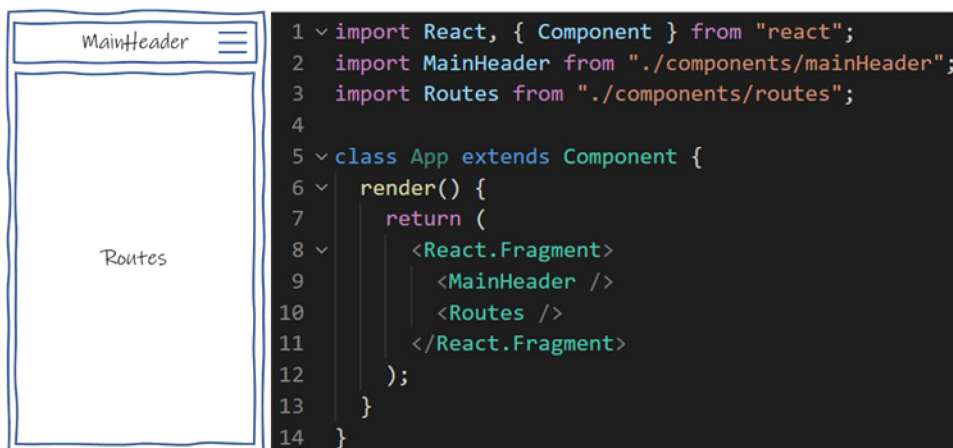 MainHeader
Routes
1 import React, { Component } from "react";
2 import MainHeader from "./components/mainHeader";
3 import Routes from "./components/routes";
4
5 class App extends Component {
6 render() {
7 return (
8 <React.Fragment>
9 <MainHeader />
10 <Routes />
11 </React.Fragment>
12 );
13 }
14 }